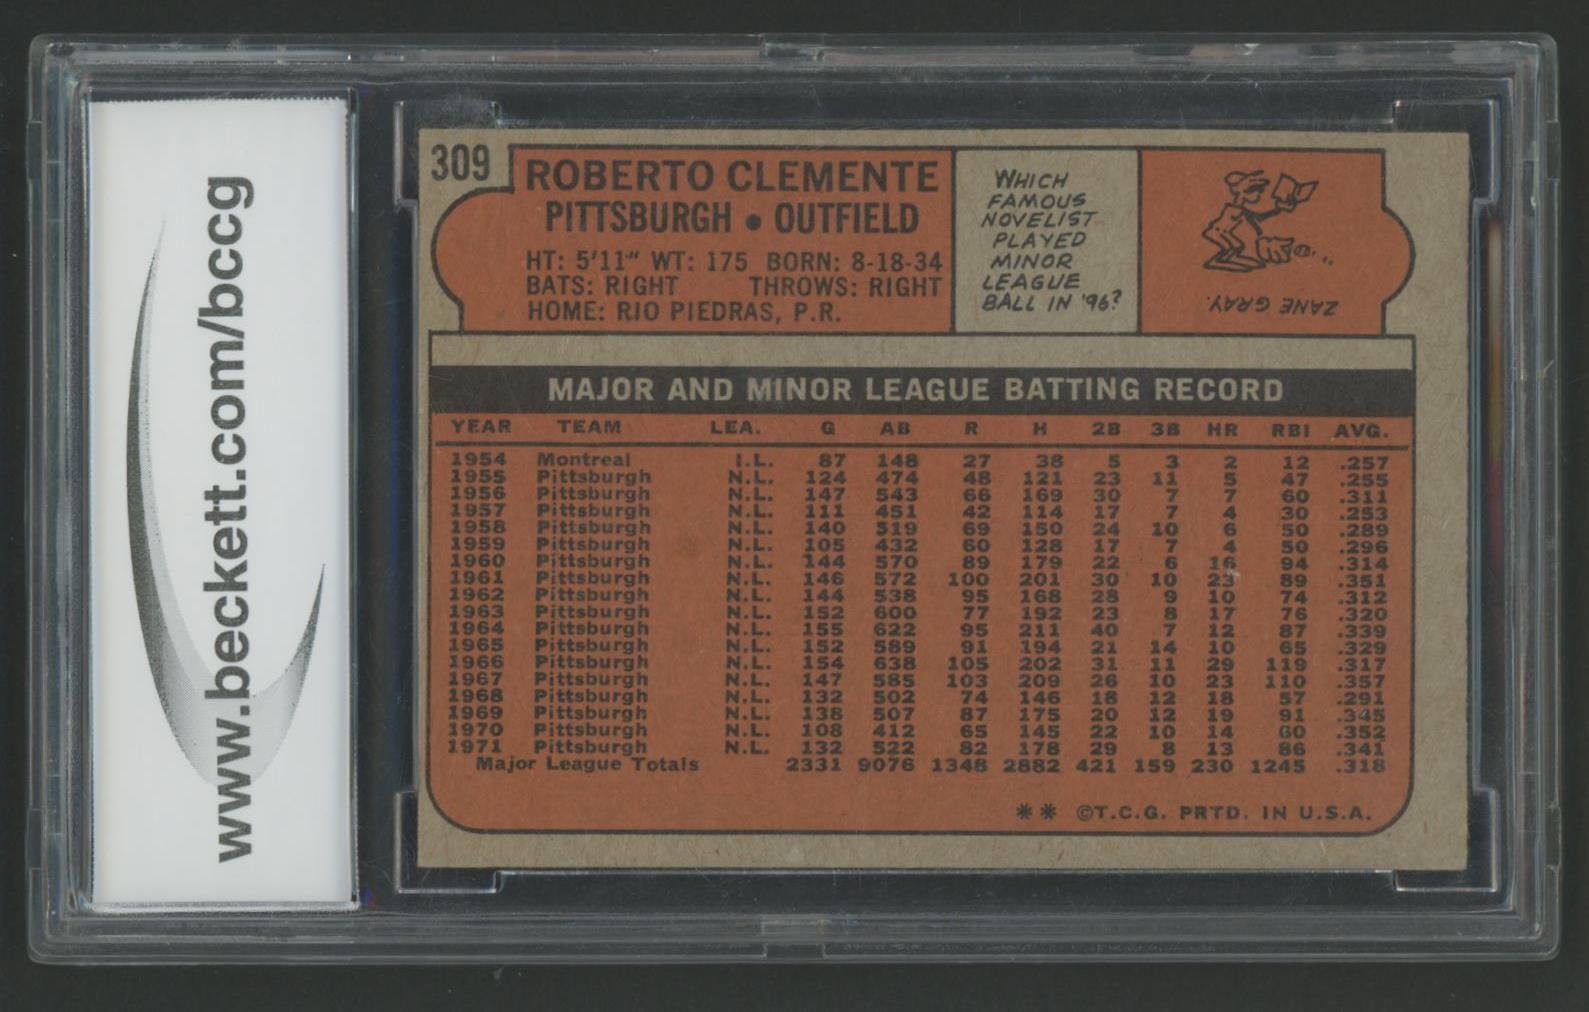 www.beckett.com/bccg
309
ROBERTO CLEMENTE
PITTSBURGH • OUTFIELD
HT: 5'11" WT: 175 BORN: 8-18-34
BATS: RIGHT THROWS: RIGHT
HOME: RIO PIEDRAS, P.R.
WHICH
FAMOUS
NOVELIST
PLAYED
MINOR
LEAGUE
BALL IN '96?
ZANE GRAY.
MAJOR AND MINOR LEAGUE BATTING RECORD
YEAR TEAM LEA. G AB R H 2B 3B HR RBI AVG.
1954 Montreal I.L. 87 148 27 38 5 3 2 12 .257
1955 Pittsburgh N.L. 124 474 48 121 23 11 5 47 .255
1956 Pittsburgh N.L. 147 543 66 169 30 7 7 60 .311
1957 Pittsburgh N.L. 111 451 42 114 17 7 4 30 .253
1958 Pittsburgh N.L. 140 519 69 150 24 10 6 50 .289
1959 Pittsburgh N.L. 105 432 60 128 17 7 4 50 .296
1960 Pittsburgh N.L. 144 570 89 179 22 6 16 94 .314
1961 Pittsburgh N.L. 146 572 100 201 30 10 23 89 .351
1962 Pittsburgh N.L. 144 538 95 168 28 9 10 74 .312
1963 Pittsburgh N.L. 152 600 77 192 23 8 17 76 .320
1964 Pittsburgh N.L. 155 622 95 211 40 7 12 87 .339
1965 Pittsburgh N.L. 152 589 91 194 21 14 10 65 .329
1966 Pittsburgh N.L. 154 638 105 202 31 11 29 119 .317
1967 Pittsburgh N.L. 147 585 103 209 26 10 23 110 .357
1968 Pittsburgh N.L. 132 502 74 146 18 12 18 57 .291
1969 Pittsburgh N.L. 138 507 87 175 20 12 19 91 .345
1970 Pittsburgh N.L. 108 412 65 145 22 10 14 60 .352
1971 Pittsburgh N.L. 132 522 82 178 29 8 13 86 .341
Major League Totals 2331 9076 1348 2882 421 159 230 1245 .318
** ©T.C.G. PRTD. IN U.S.A.